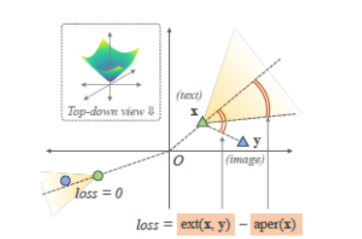 Top-down view ⇓
(text)
x
y
O
(image)
loss = 0
loss = ext(x, y) − aper(x)